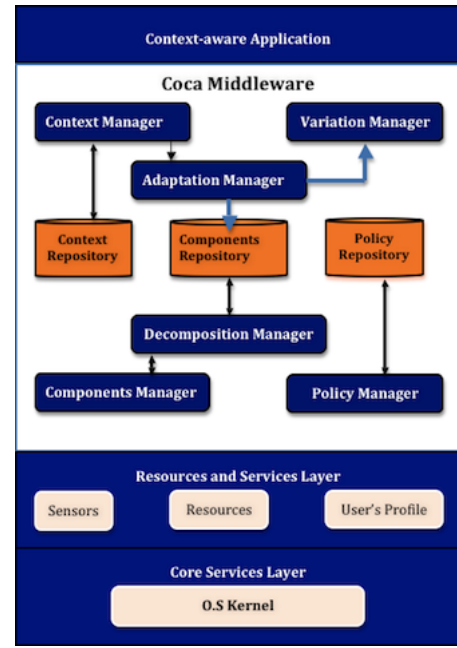 Context-aware Application
Coca Middleware
Context Manager
Variation Manager
Adaptation Manager
Context
Repository
Components
Repository
Policy
Repository
Decomposition Manager
Components Manager
Policy Manager
Resources and Services Layer
Sensors
Resources
User's Profile
Core Services Layer
O.S Kernel